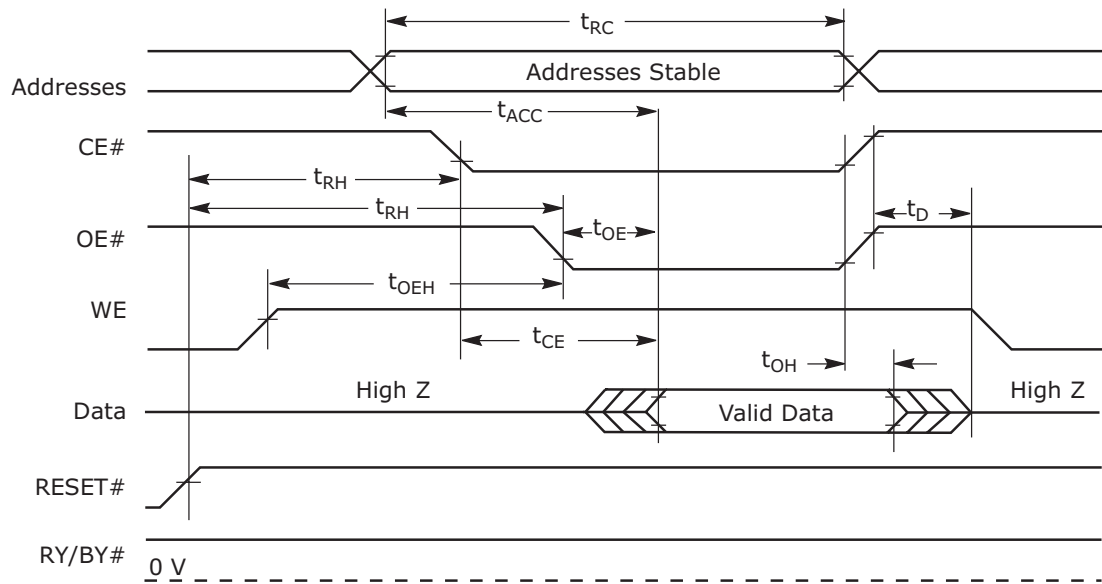 tRC
Addresses
Addresses Stable
tACC
CE#
tRH
tRH
tOE
tD
OE#
tOEH
WE
tCE
tOH
Data
High Z
Valid Data
High Z
RESET#
RY/BY#
0 V